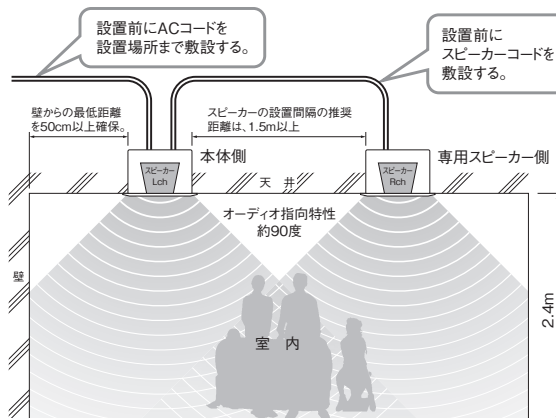 設置前にACコードを
設置場所まで敷設する。
設置前に
スピーカーコードを
敷設する。
壁からの最低距離
を50cm以上確保。
スピーカーの設置間隔の推奨
距離は、1.5m以上
本体側
専用スピーカー側
スピーカー
Lch
スピーカー
Rch
天井
オーディオ指向特性
約90度
壁
室内
2.4m